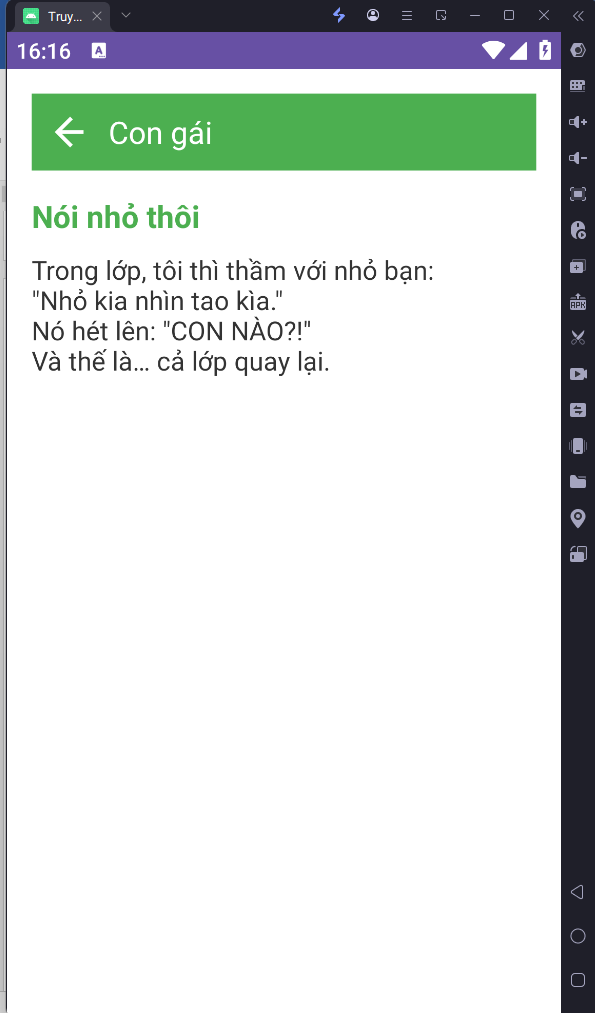 Truy...
16:16
A
Con gái
Nói nhỏ thôi
Trong lớp, tôi thì thầm với nhỏ bạn:
"Nhỏ kia nhìn tao kìa."
Nó hét lên: "CON NÀO?!"
Và thế là… cả lớp quay lại.
APK